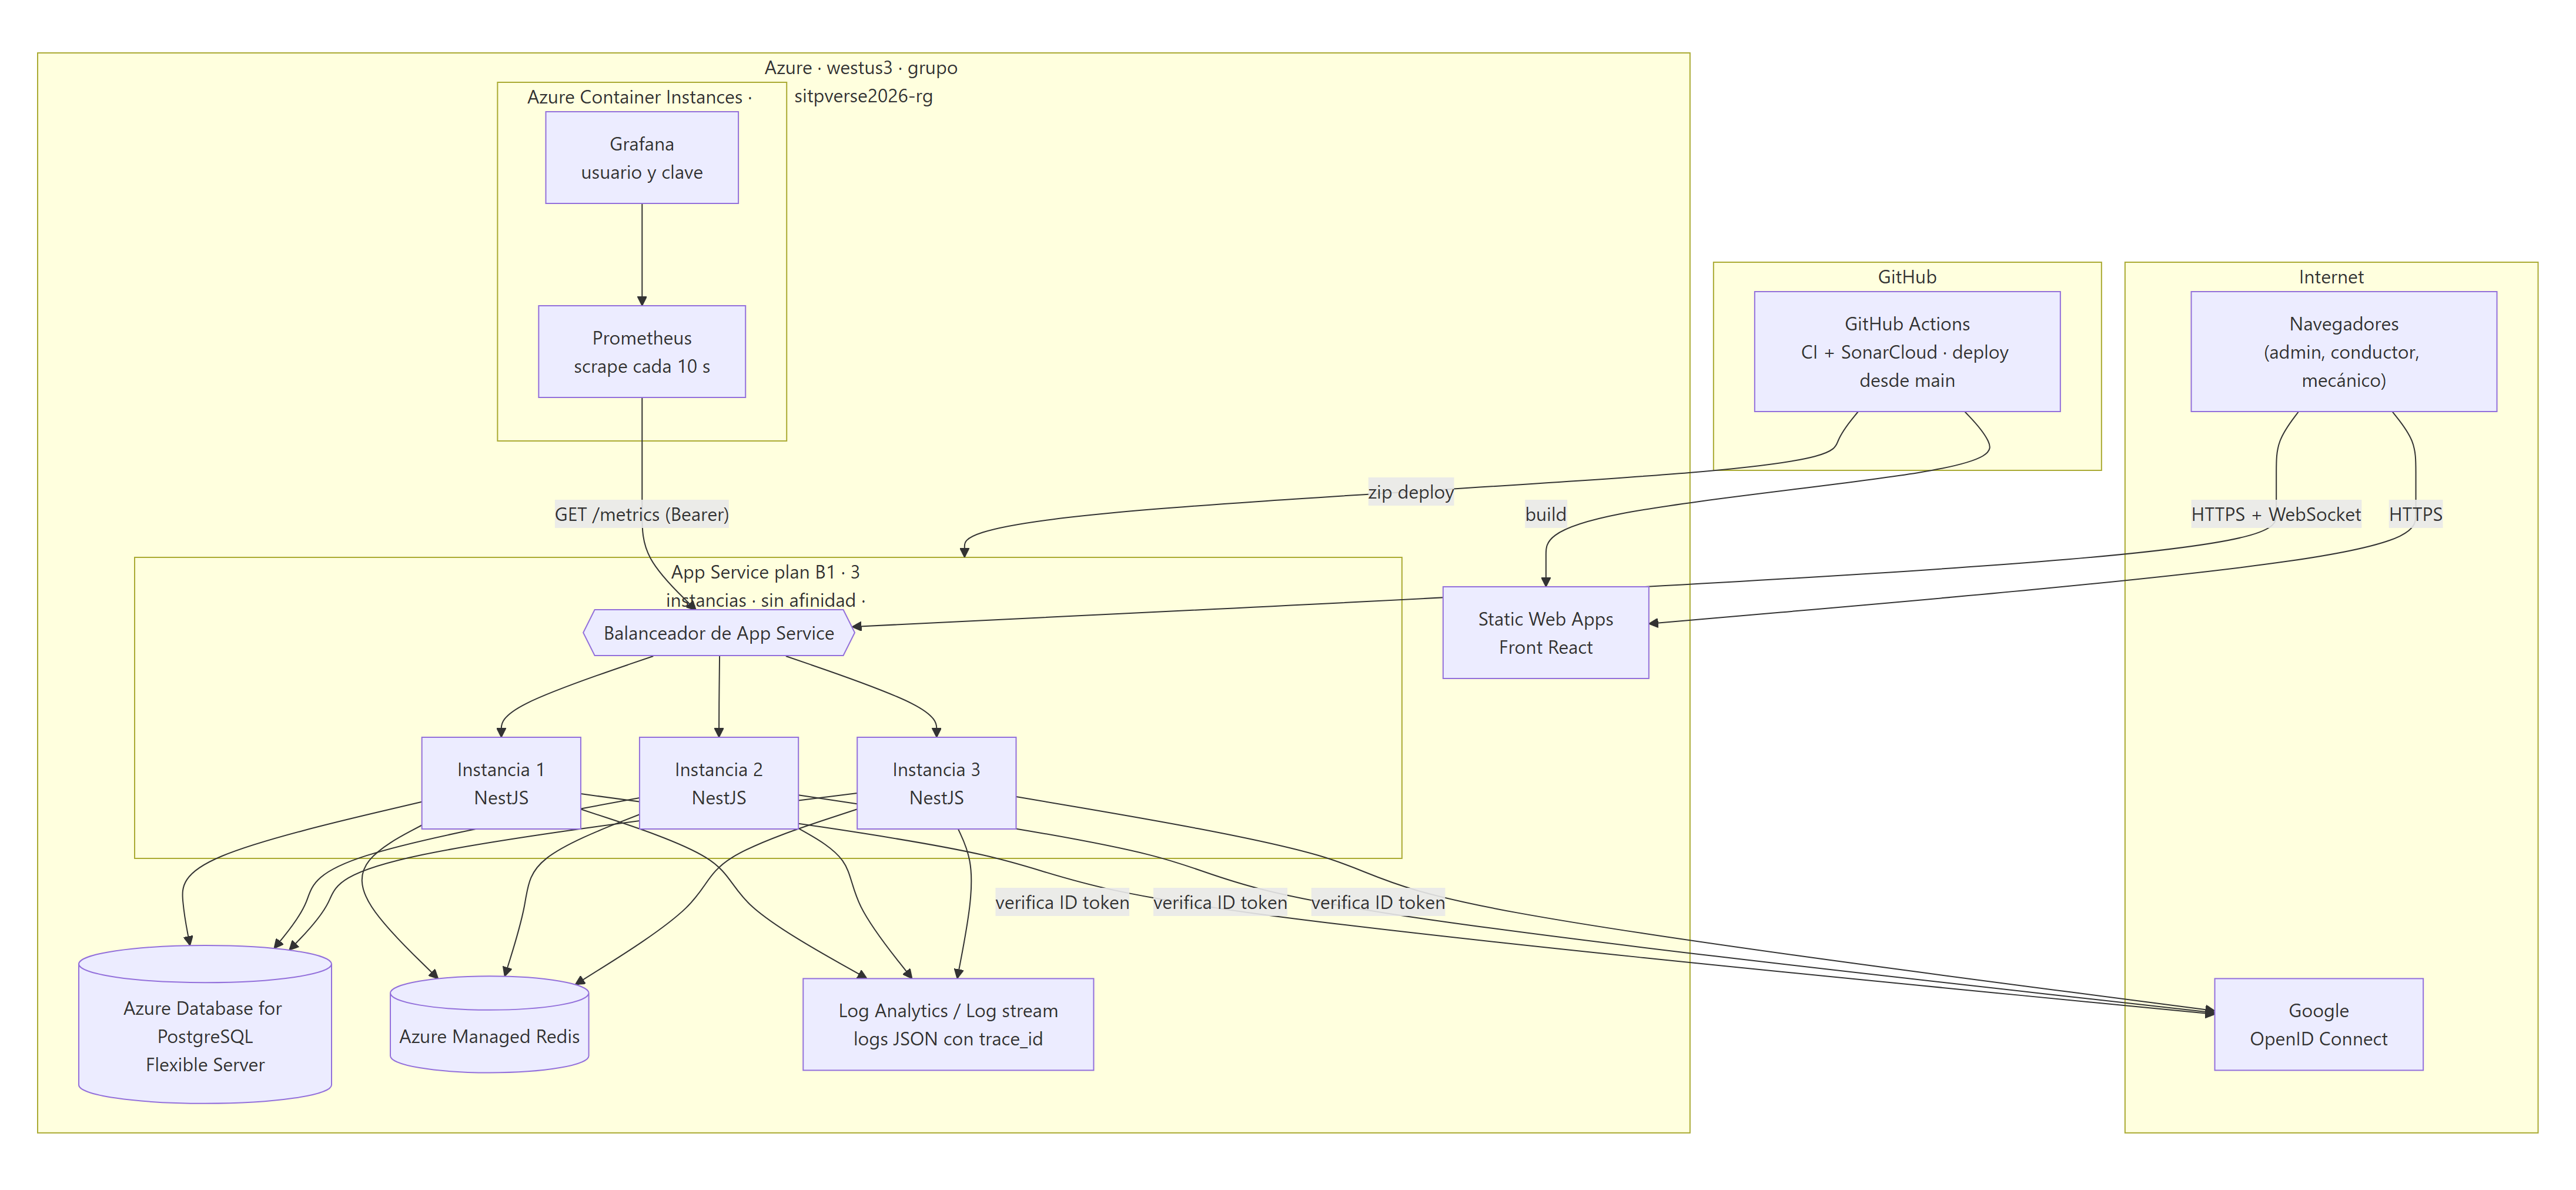 Azure · westus3 · grupo
sitpverse2026-rg
Azure Container Instances ·
Grafana
usuario y clave
Prometheus
scrape cada 10 s
GitHub
GitHub Actions
CI + SonarCloud · deploy
desde main
Internet
Navegadores
(admin, conductor,
mecánico)
GET /metrics (Bearer)
zip deploy
build
HTTPS + WebSocket
HTTPS
App Service plan B1 · 3
instancias · sin afinidad ·
Balanceador de App Service
Static Web Apps
Front React
Instancia 1
NestJS
Instancia 2
NestJS
Instancia 3
NestJS
verifica ID token
verifica ID token
verifica ID token
Azure Database for
PostgreSQL
Flexible Server
Azure Managed Redis
Log Analytics / Log stream
logs JSON con trace_id
Google
OpenID Connect